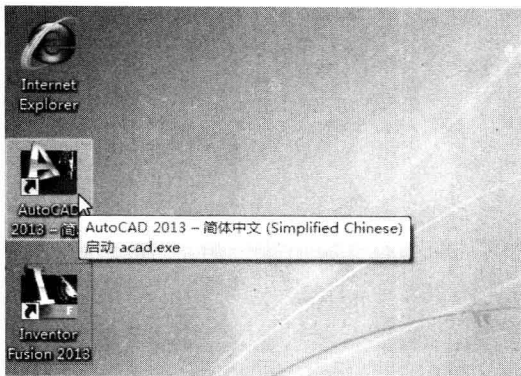 Internet
Explorer
AutoCAD
2013 – 简
AutoCAD 2013 – 简体中文 (Simplified Chinese)
启动 acad.exe
Inventor
Fusion 2013